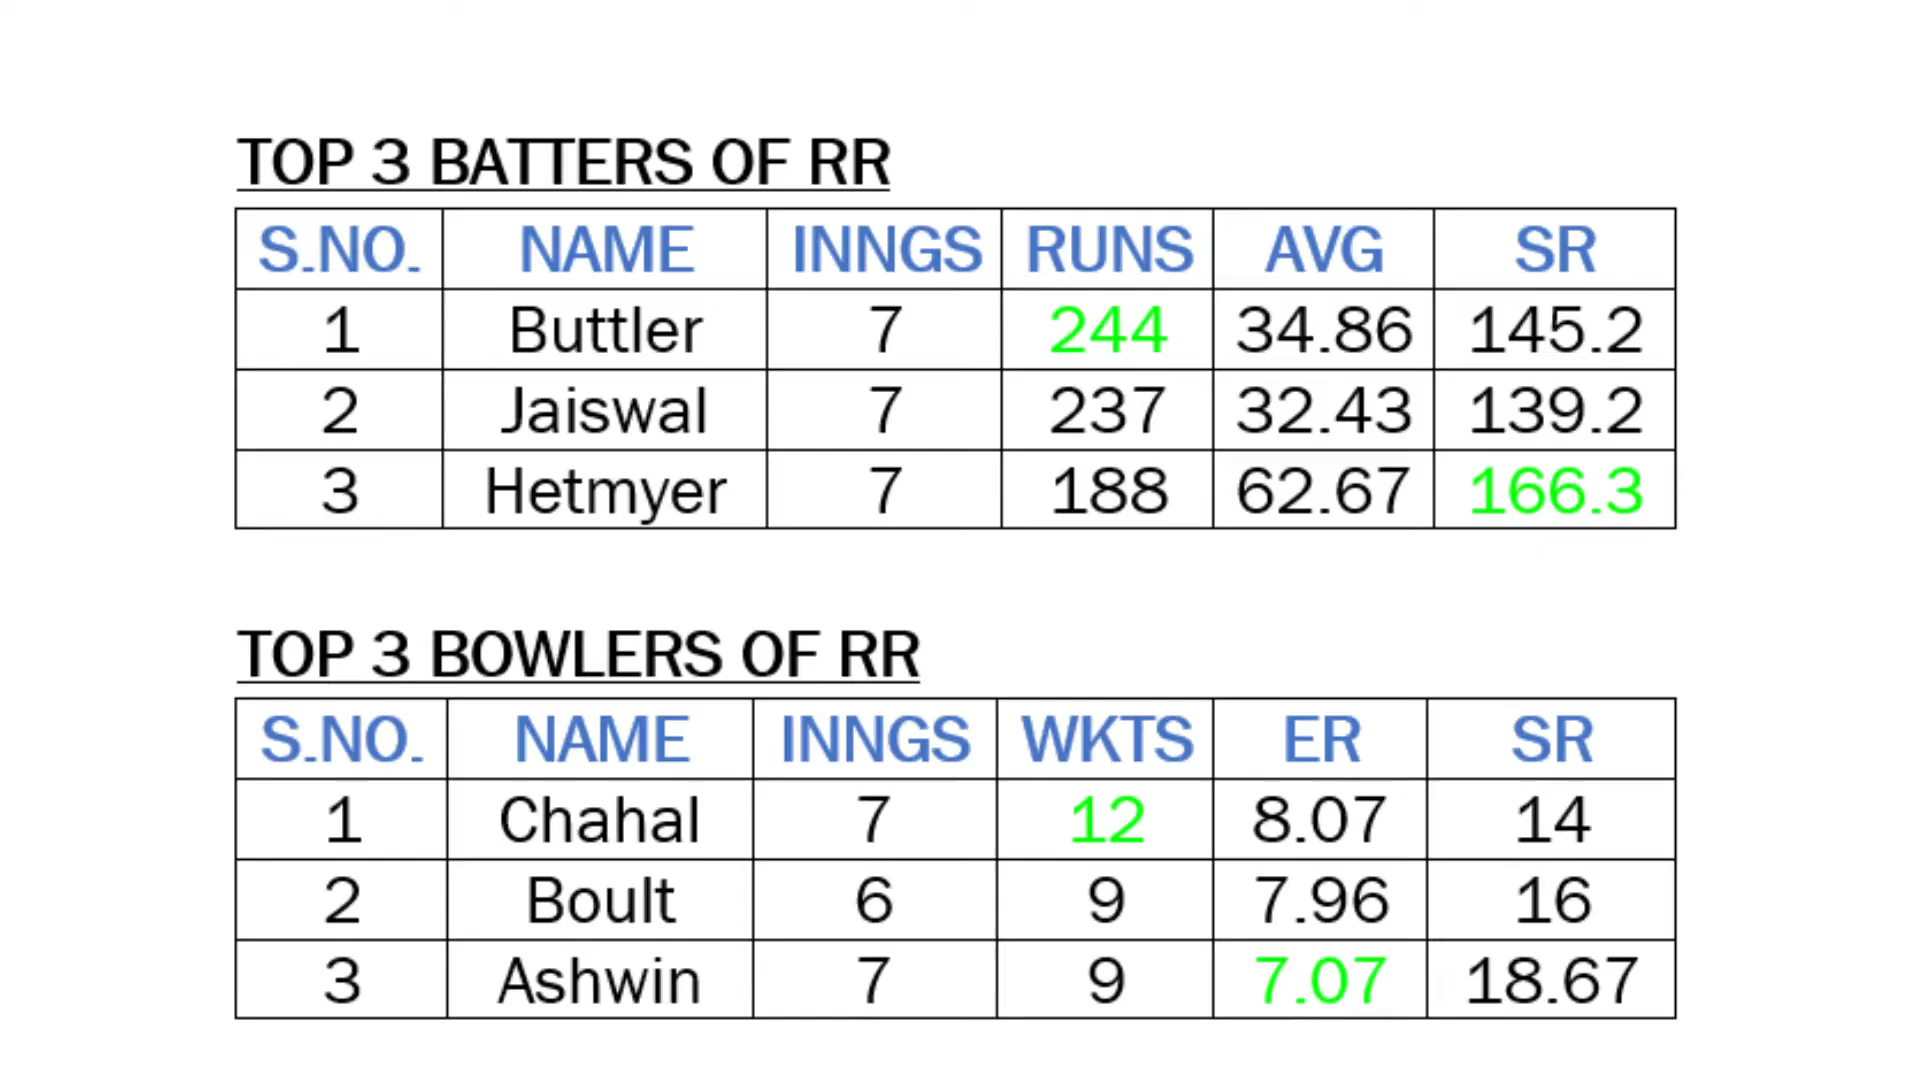 TOP 3 BATTERS OF RR
S.NO. NAME INNGS RUNS AVG SR
1 Buttler 7 244 34.86 145.2
2 Jaiswal 7 237 32.43 139.2
3 Hetmyer 7 188 62.67 166.3
TOP 3 BOWLERS OF RR
S.NO. NAME INNGS WKTS ER SR
1 Chahal 7 12 8.07 14
2 Boult 6 9 7.96 16
3 Ashwin 7 9 7.07 18.67